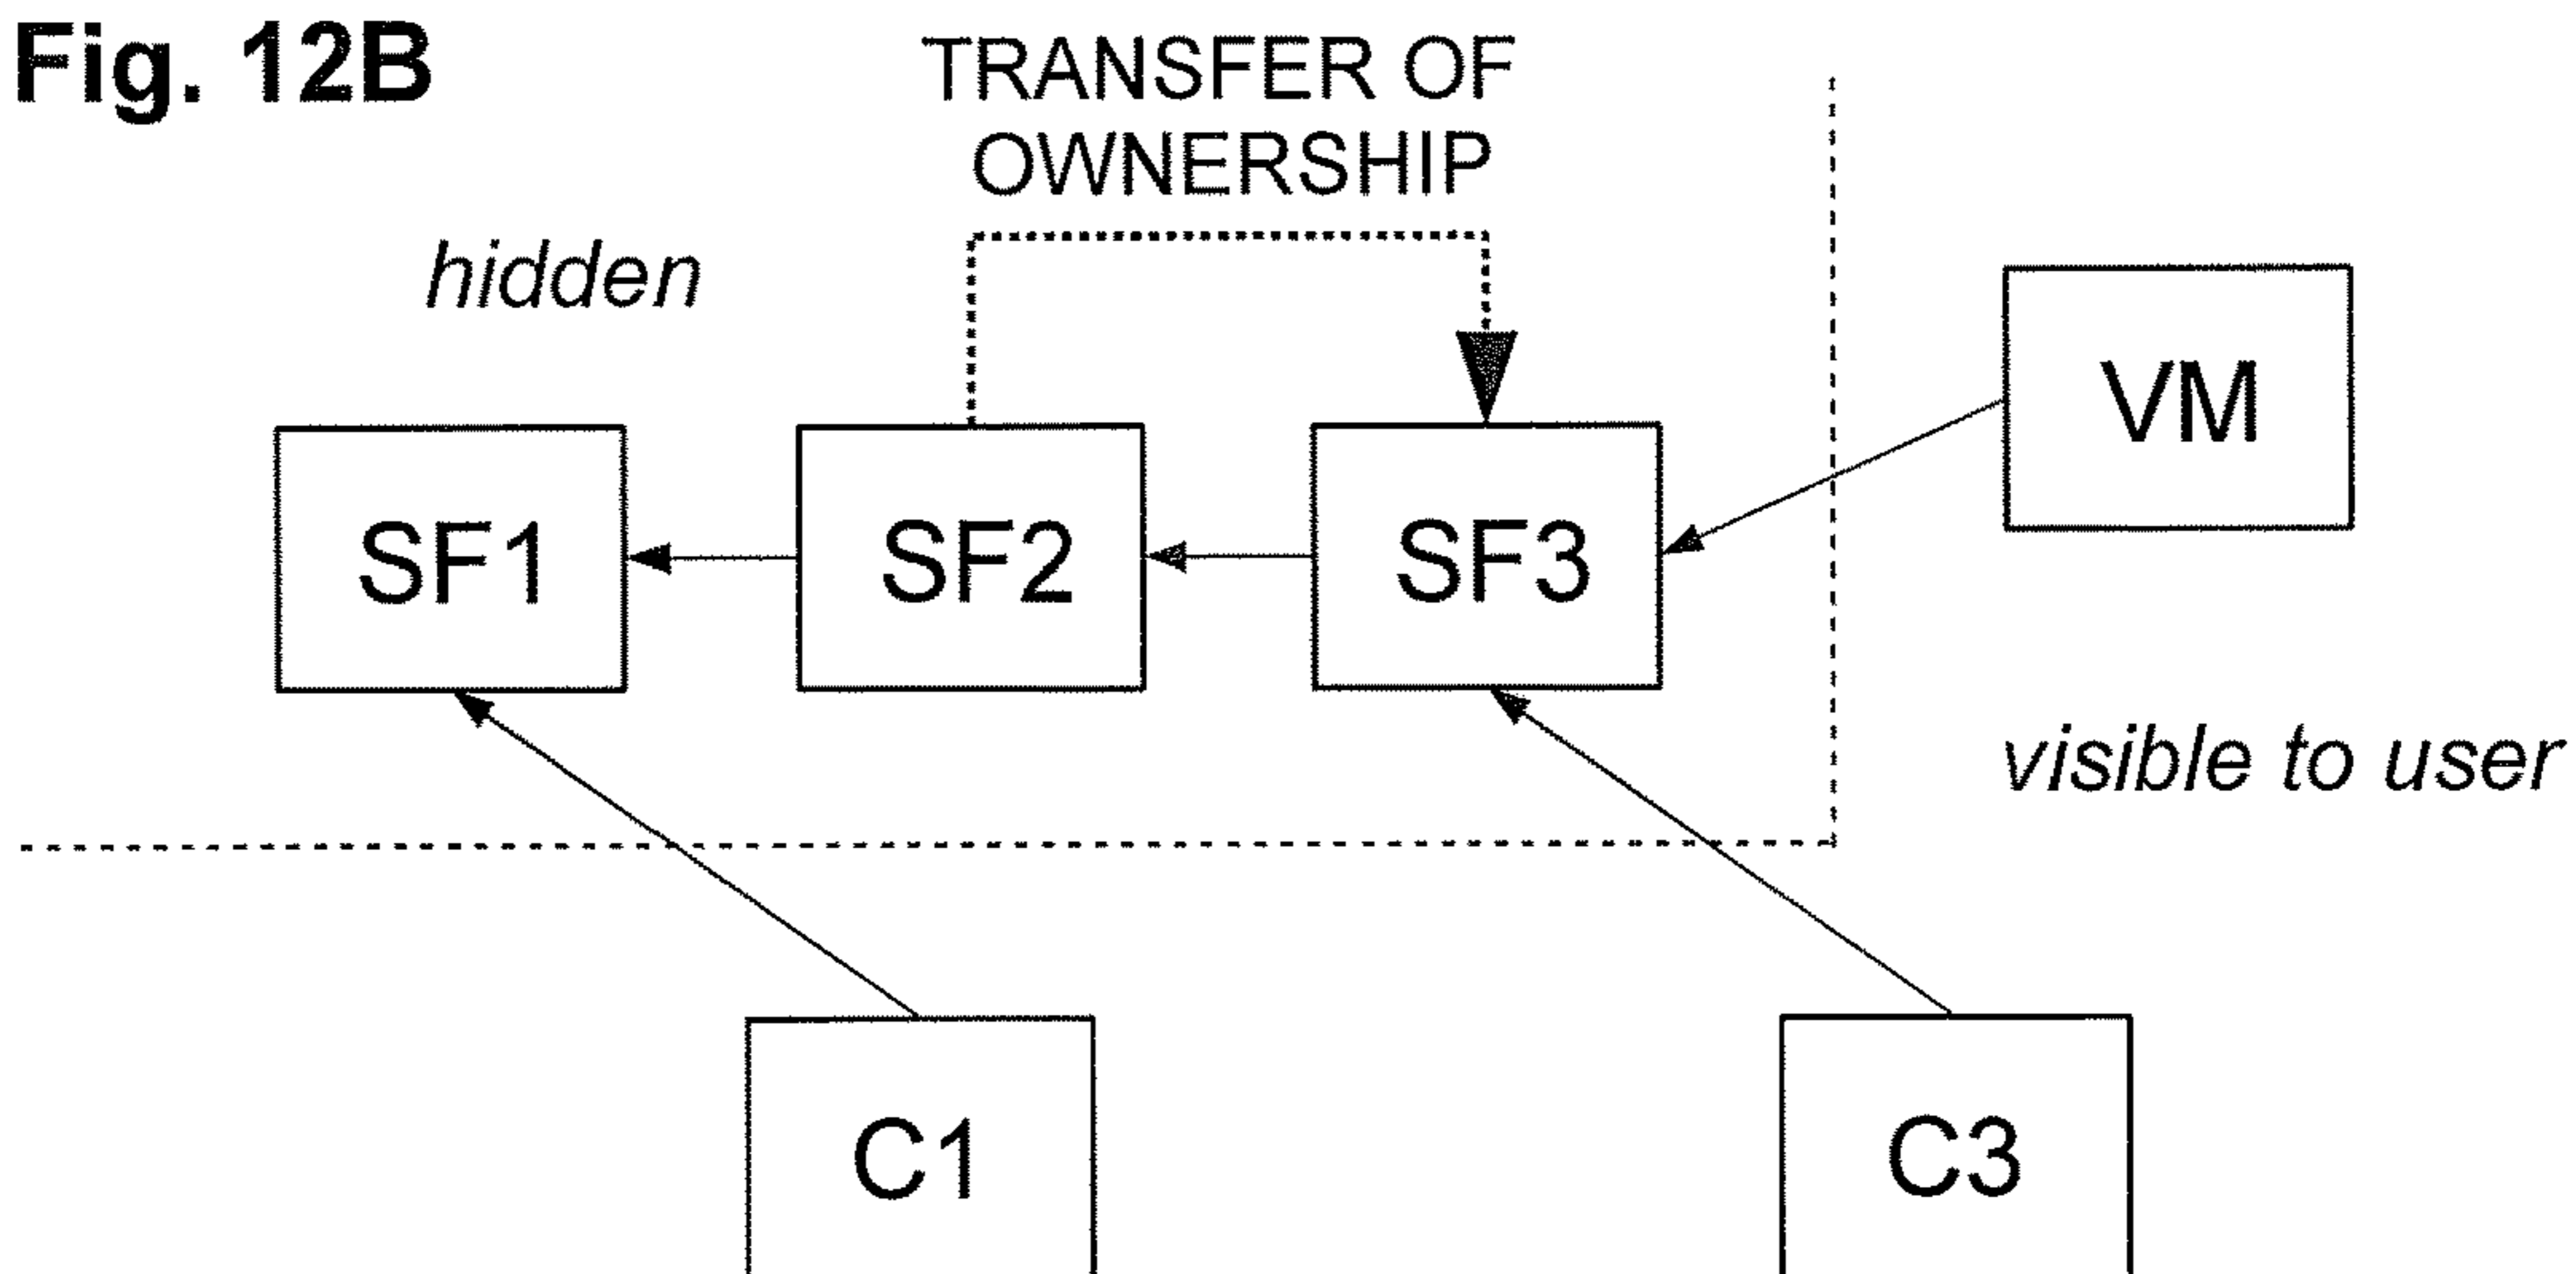 Fig. 12B
TRANSFER OF
OWNERSHIP
hidden
VM
SF1
SF2
SF3
visible to user
C1
C3